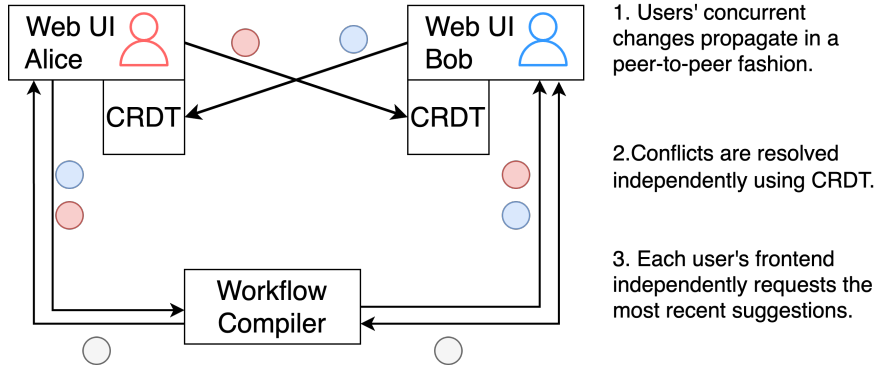 Web UI
Alice
CRDT
Web UI
Bob
CRDT
Workflow
Compiler
1. Users' concurrent
changes propagate in a
peer-to-peer fashion.
2.Conflicts are resolved
independently using CRDT.
3. Each user's frontend
independently requests the
most recent suggestions.